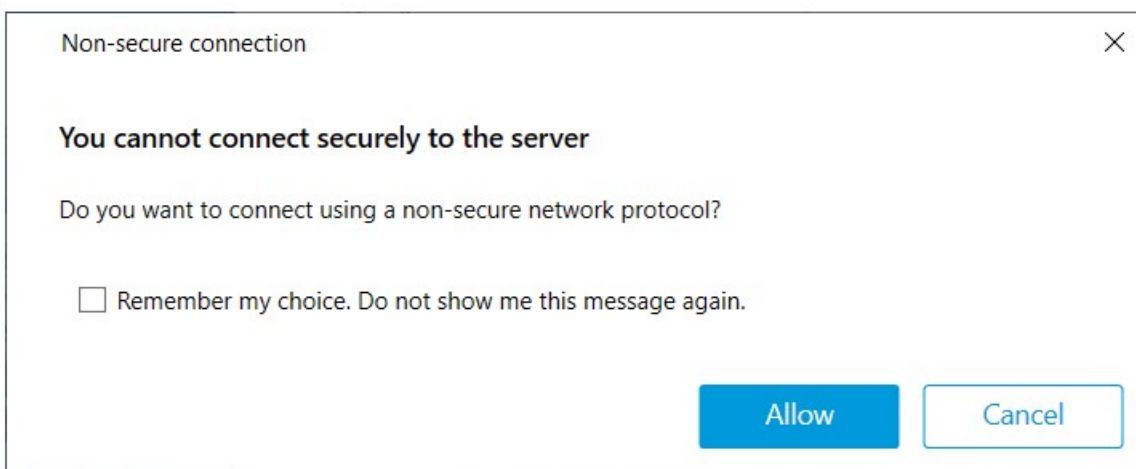 Non-secure connection
You cannot connect securely to the server
Do you want to connect using a non-secure network protocol?
Remember my choice. Do not show me this message again.
Allow
Cancel